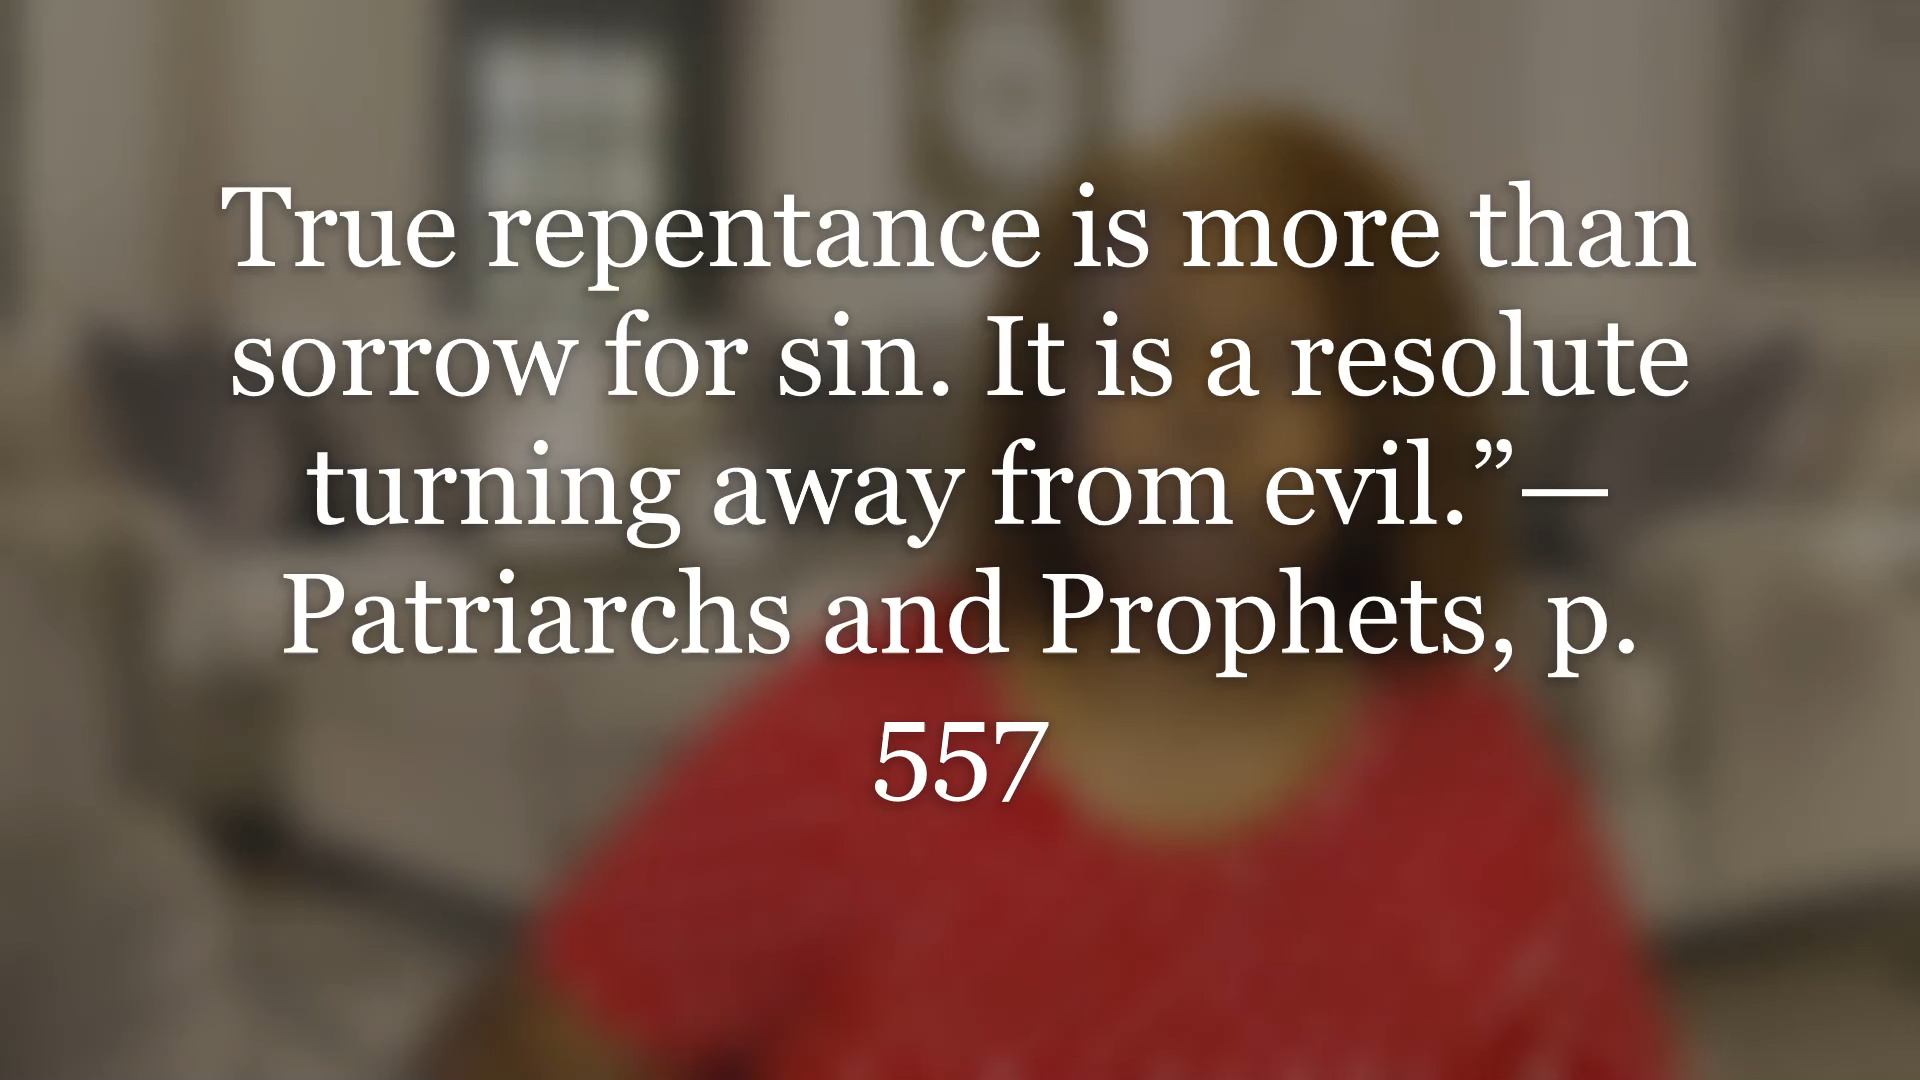 True repentance is more than
sorrow for sin. It is a resolute
turning away from evil.”—
Patriarchs and Prophets, p.
557